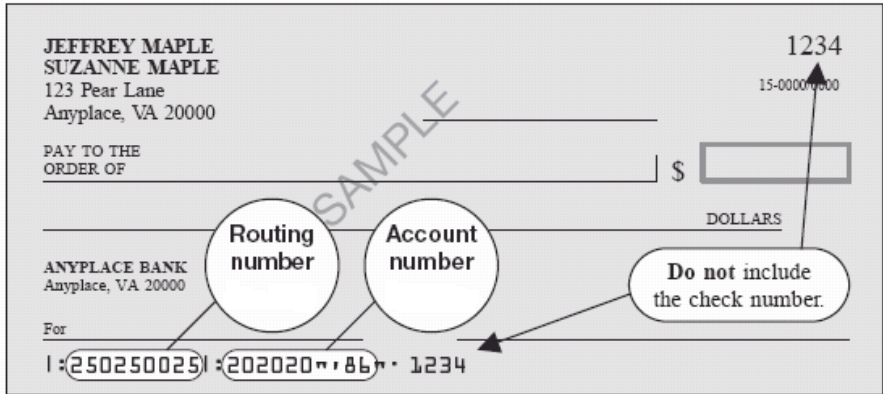 JEFFREY MAPLE
SUZANNE MAPLE
123 Pear Lane
Anyplace, VA 20000
1234
15-0000/0000
SAMPLE
PAY TO THE
ORDER OF
$
DOLLARS
Routing
number
Account
number
ANYPLACE BANK
Anyplace, VA 20000
Do not include
the check number.
For
|:250250025|:202020"'86"' 1234